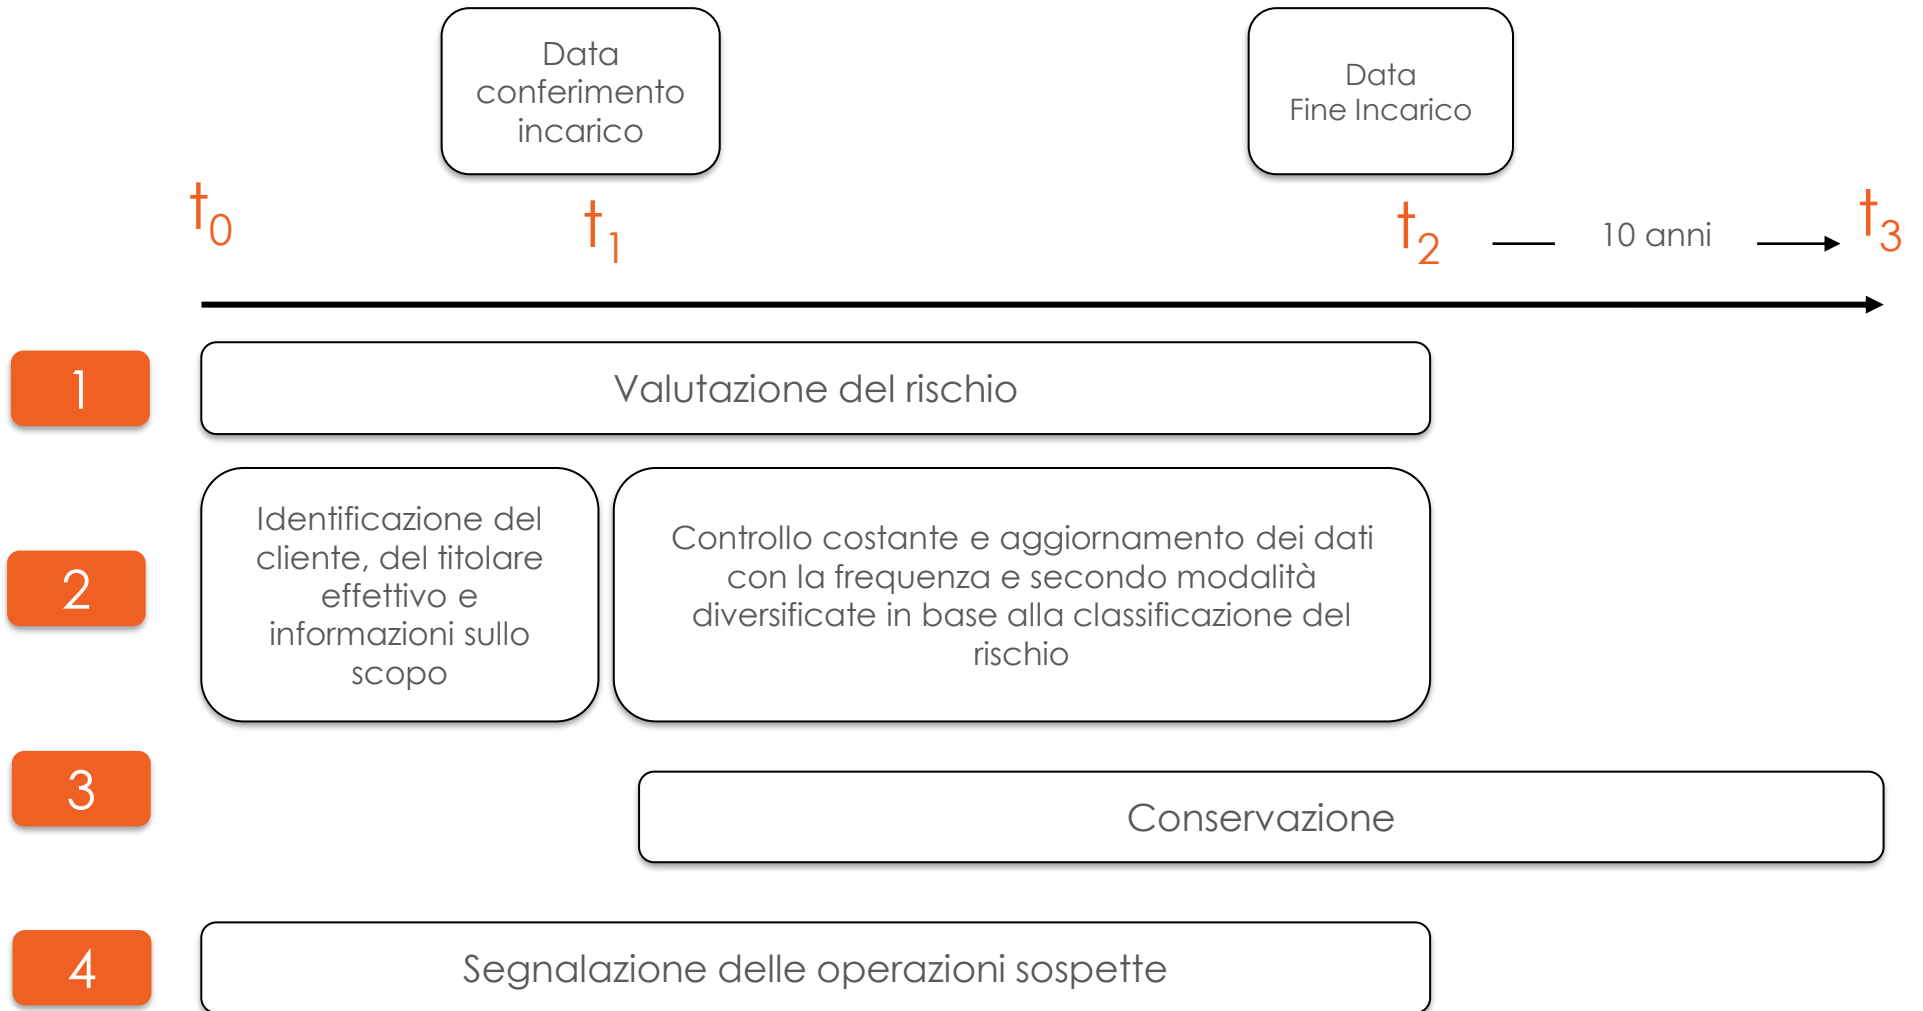 Data
conferimento
incarico
Data
Fine Incarico
t0
t1
t2
10 anni
t3
1
Valutazione del rischio
2
Identificazione del
cliente, del titolare
effettivo e
informazioni sullo
scopo
Controllo costante e aggiornamento dei dati
con la frequenza e secondo modalità
diversificate in base alla classificazione del
rischio
3
Conservazione
4
Segnalazione delle operazioni sospette